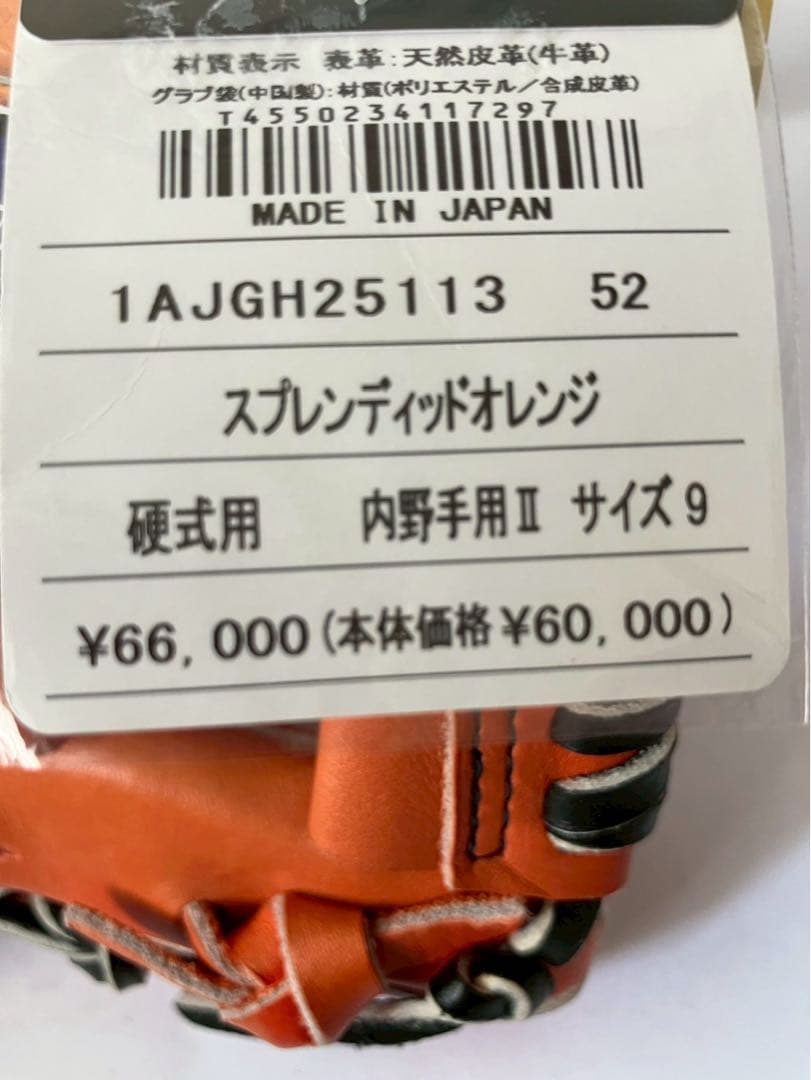 材質表示 表革:天然皮革(牛革)
グラブ袋(中国製):材質(ポリエステル/合成皮革)
T4550234117297
MADE IN JAPAN
1AJGH25113 52
スプレンディッドオレンジ
硬式用 内野手用Ⅱ サイズ9
¥66,000(本体価格¥60,000)